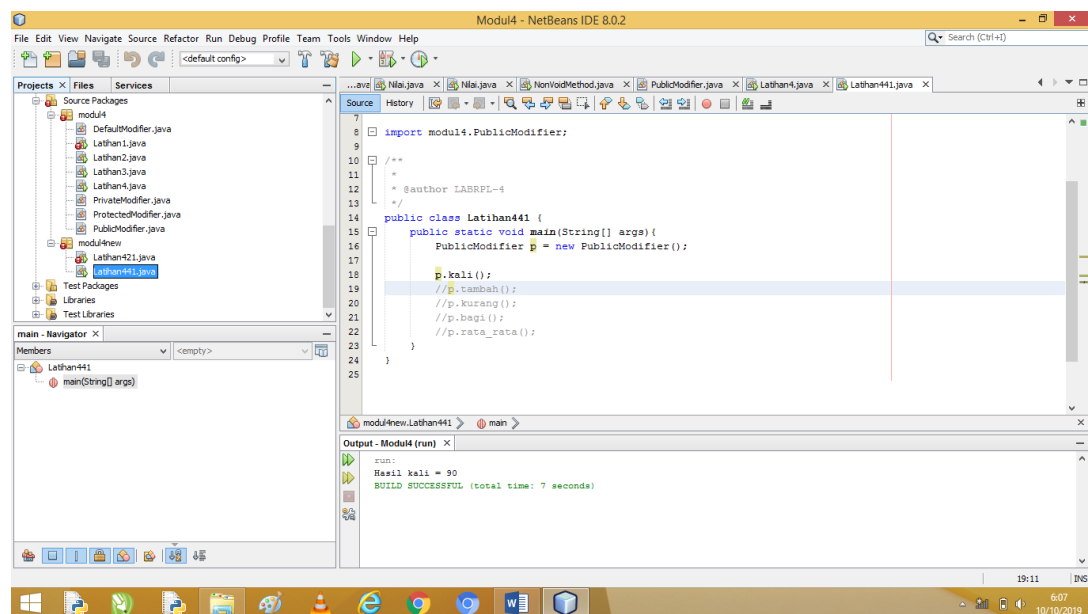 Modul4 - NetBeans IDE 8.0.2
File Edit View Navigate Source Refactor Run Debug Profile Team Tools Window Help
Search (Ctrl+I)
<default config>
Projects Files Services
Source Packages
modul4
DefaultModifier.java
Latihan1.java
Latihan2.java
Latihan3.java
Latihan4.java
PrivateModifier.java
ProtectedModifier.java
PublicModifier.java
modul4new
Latihan421.java
Latihan441.java
Test Packages
Libraries
Test Libraries
main - Navigator
Members <empty>
Latihan441
main(String[] args)
...ava Nilai.java Nilai.java NonVoidMethod.java PublicModifier.java Latihan4.java Latihan441.java
Source History
7
8 import modul4.PublicModifier;
9
10 /**
11 *
12 * @author LABRPL-4
13 */
14 public class Latihan441 {
15 public static void main(String[] args){
16 PublicModifier p = new PublicModifier();
17
18 p.kali();
19 //p.tambah();
20 //p.kurang();
21 //p.bagi();
22 //p.rata_rata();
23 }
24 }
25
modul4new.Latihan441 main
Output - Modul4 (run)
run:
Hasil kali = 90
BUILD SUCCESSFUL (total time: 7 seconds)
19:11 INS
6:07
10/10/2019